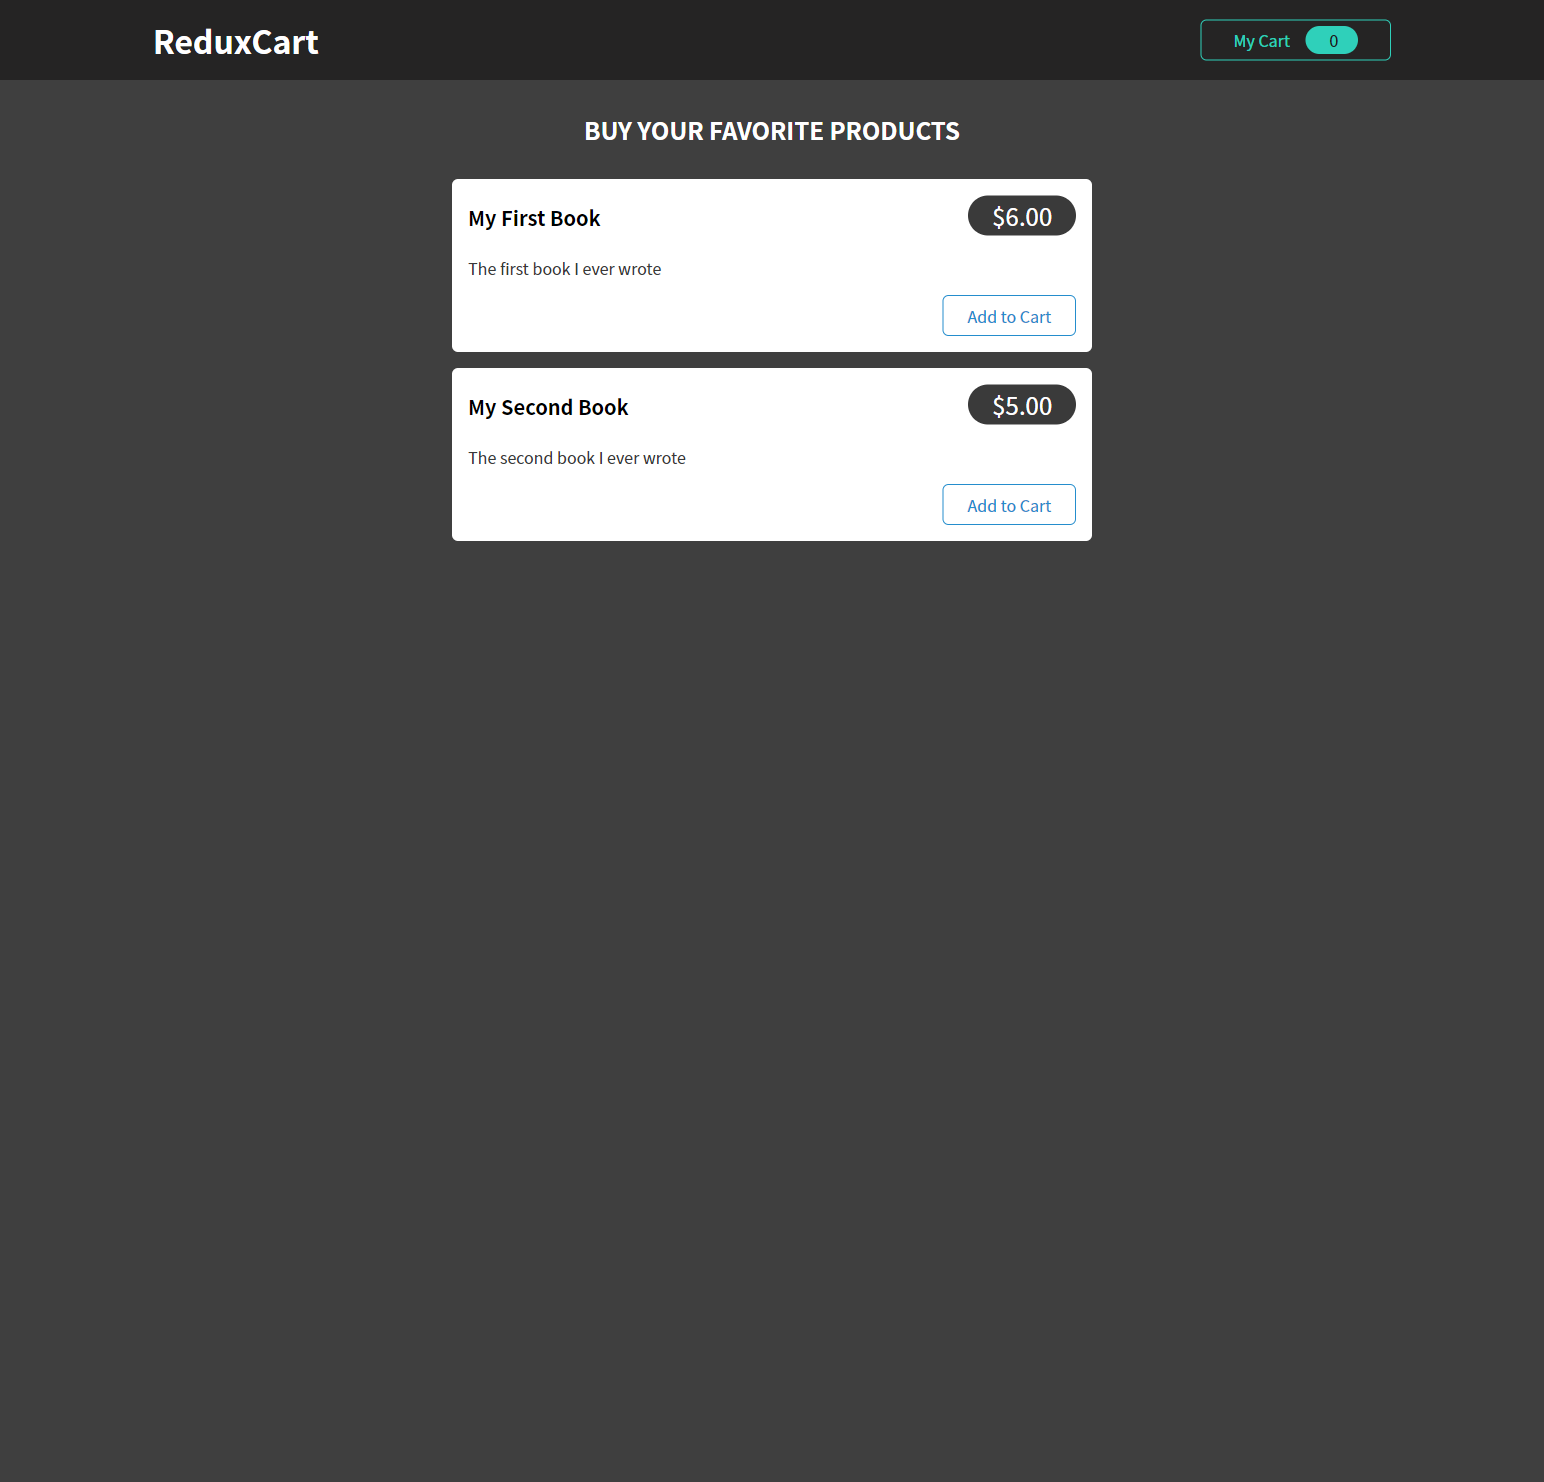 ReduxCart
My Cart 0
BUY YOUR FAVORITE PRODUCTS
My First Book
$6.00
The first book I ever wrote
Add to Cart
My Second Book
$5.00
The second book I ever wrote
Add to Cart